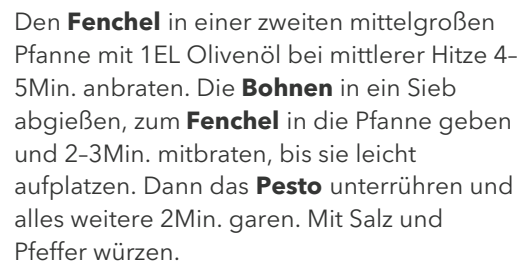 Den Fenchel in einer zweiten mittelgroßen
Pfanne mit 1EL Olivenöl bei mittlerer Hitze 4–
5Min. anbraten. Die Bohnen in ein Sieb
abgießen, zum Fenchel in die Pfanne geben
und 2–3Min. mitbraten, bis sie leicht
aufplatzen. Dann das Pesto unterrühren und
alles weitere 2Min. garen. Mit Salz und
Pfeffer würzen.